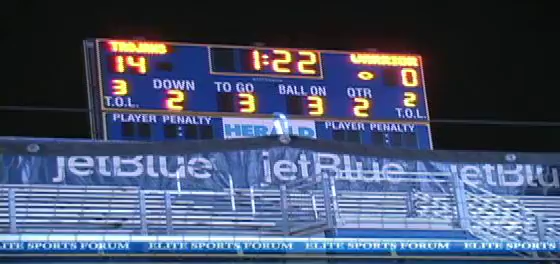 TROJANS 1:22 WARRIOR
14 0
3 DOWN TO GO BALL ON QTR 2
T.O.L. 2 3 3 2 T.O.L.
PLAYER PENALTY HERALD PLAYER PENALTY
jetBlue jetBlue jetBlue
ELITE SPORTS FORUM ELITE SPORTS FORUM ELITE SPORTS FORUM ELITE SPORTS FORUM